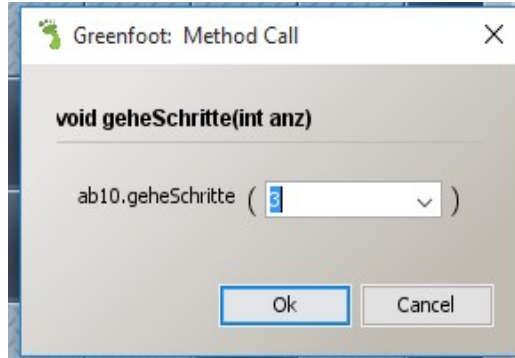 Greenfoot: Method Call
void geheSchritte(int anz)
ab10.geheSchritte ( 3 )
Ok Cancel